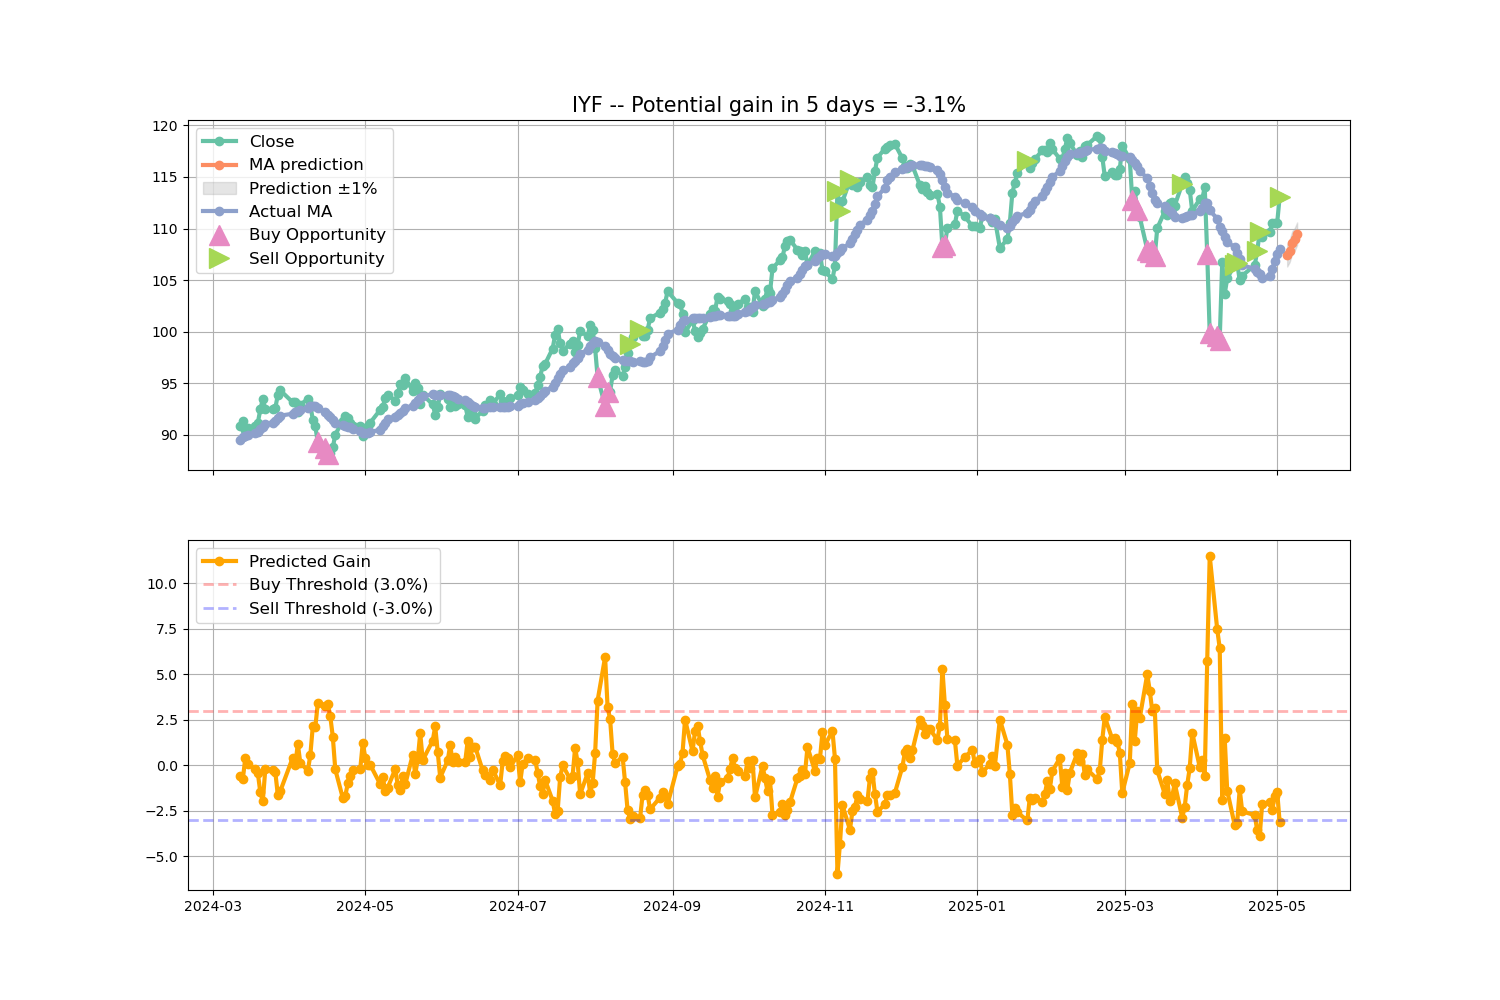 IYF -- Potential gain in 5 days = -3.1%
120
115
110
105
100
95
90
Close
MA prediction
Prediction ±1%
Actual MA
Buy Opportunity
Sell Opportunity
10.0
7.5
5.0
2.5
0.0
−2.5
−5.0
Predicted Gain
Buy Threshold (3.0%)
Sell Threshold (-3.0%)
2024-03 2024-05 2024-07 2024-09 2024-11 2025-01 2025-03 2025-05